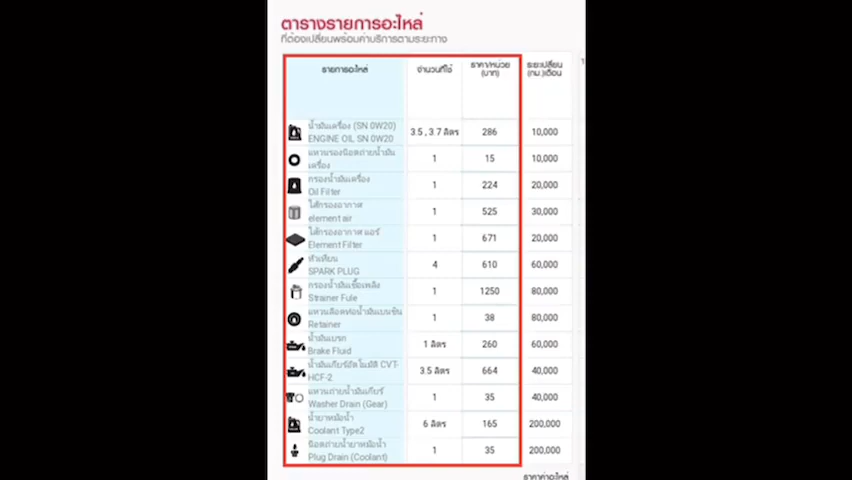 ตารางรายการอะไหล่
ที่ต้องเปลี่ยนพร้อมค่าบริการตามระยะทาง
รายการอะไหล่ จำนวนที่ใช้ ราคา/หน่วย (บาท) ระยะเปลี่ยน (กม.)เดือน
น้ำมันเครื่อง (SN 0W20)
ENGINE OIL SN 0W20 3.5 , 3.7 ลิตร 286 10,000
แหวนรองน็อตถ่ายน้ำมัน
เครื่อง 1 15 10,000
กรองน้ำมันเครื่อง
Oil Filter 1 224 20,000
ไส้กรองอากาศ
element air 1 525 30,000
ไส้กรองอากาศ แอร์
Element Filter 1 671 20,000
หัวเทียน
SPARK PLUG 4 610 60,000
กรองน้ำมันเชื้อเพลิง
Strainer Fule 1 1250 80,000
แหวนล๊อคท่อน้ำมันเบนซิน
Retainer 1 38 80,000
น้ำมันเบรก
Brake Fluid 1 ลิตร 260 60,000
น้ำมันเกียร์อัตโนมัติ CVT-
HCF-2 3.5 ลิตร 664 40,000
แหวนถ่ายน้ำมันเกียร์
Washer Drain (Gear) 1 35 40,000
น้ำยาหม้อน้ำ
Coolant Type2 6 ลิตร 165 200,000
น็อตถ่ายน้ำยาหม้อน้ำ
Plug Drain (Coolant) 1 35 200,000
ราคาค่าอะไหล่